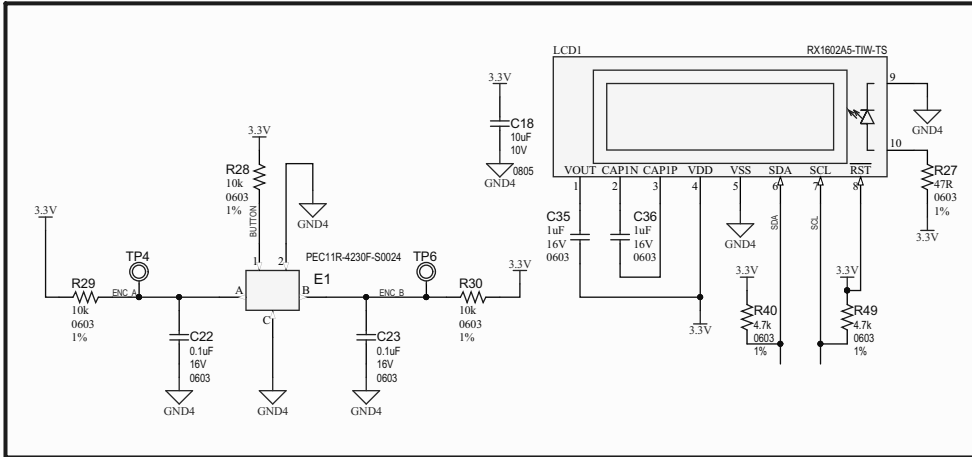 LCD1
RX1602A5-TIW-TS
3.3V
C18
10uF
10V
0805
GND4
9
GND4
10
R27
47R
0603
1%
3.3V
VOUT CAP1N CAP1P VDD VSS SDA SCL RST
1 2 3 4 5 6 7 8
C35
1uF
16V
0603
C36
1uF
16V
0603
GND4
SDA
SCL
3.3V
3.3V
R40
4.7k
0603
1%
3.3V
R49
4.7k
0603
1%
3.3V
R28
10k
0603
1%
BUTTON
GND4
PEC11R-4230F-S0024
1 2
E1
A B
C
3.3V
R29
10k
0603
1%
TP4
ENC_A
C22
0.1uF
16V
0603
GND4
GND4
TP6
ENC_B
R30
10k
0603
1%
3.3V
C23
0.1uF
16V
0603
GND4